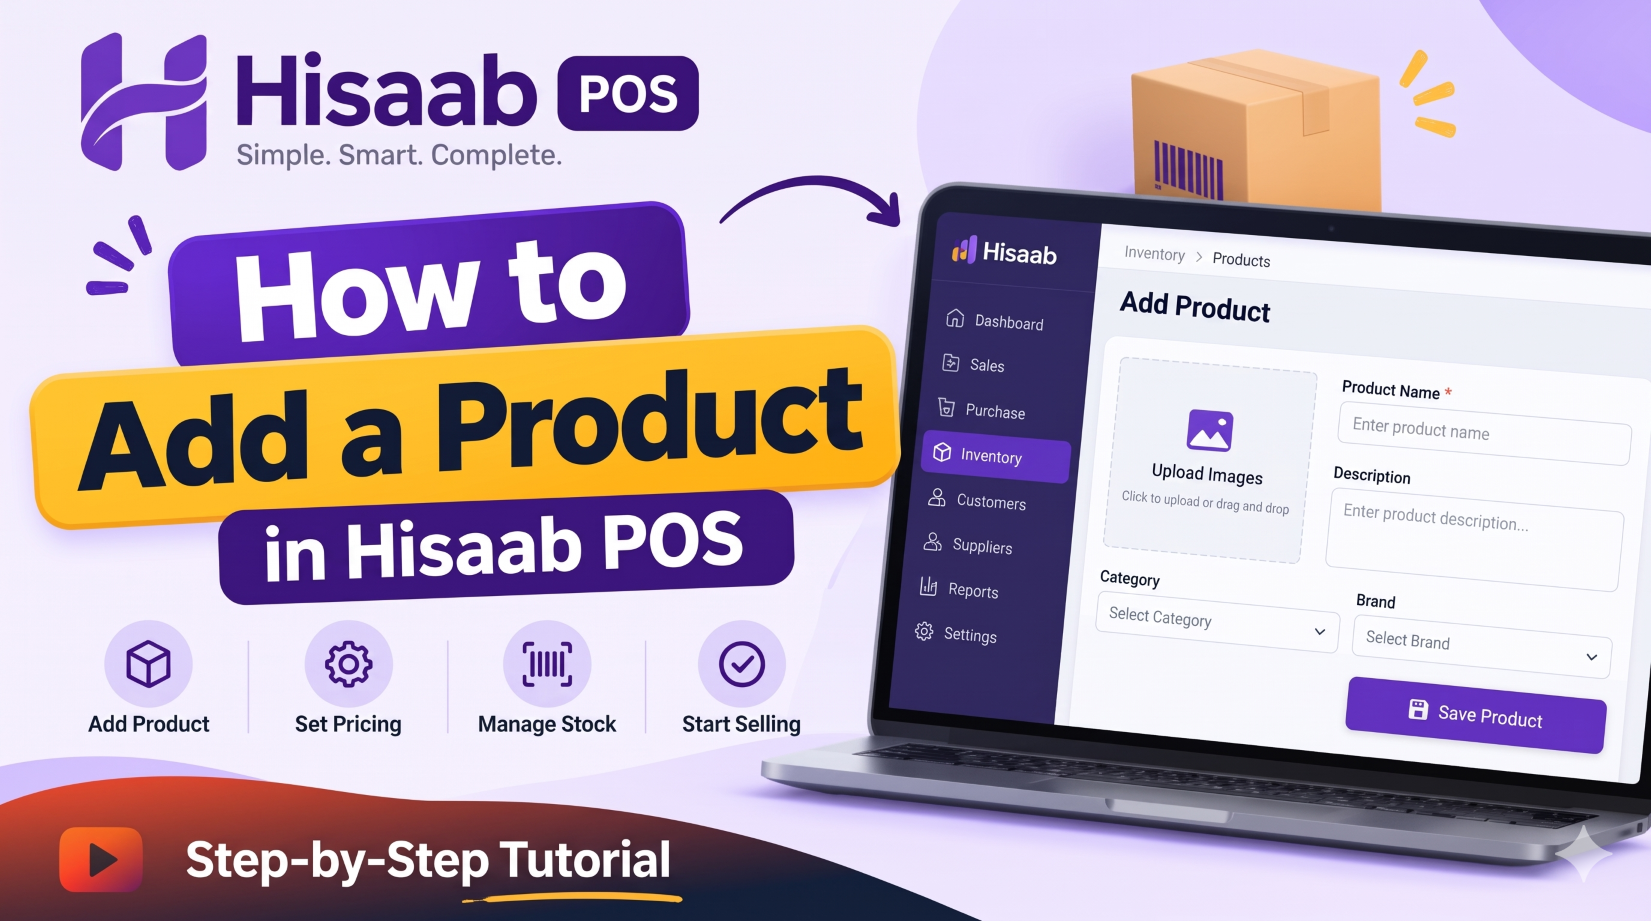 Hisaab POS
Simple. Smart. Complete.
How to
Add a Product
in Hisaab POS
Add Product
Set Pricing
Manage Stock
Start Selling
Step-by-Step Tutorial
Hisaab
Dashboard
Sales
Purchase
Inventory
Customers
Suppliers
Reports
Settings
Inventory > Products
Add Product
Upload Images
Click to upload or drag and drop
Product Name *
Enter product name
Description
Enter product description...
Category
Select Category
Brand
Select Brand
Save Product